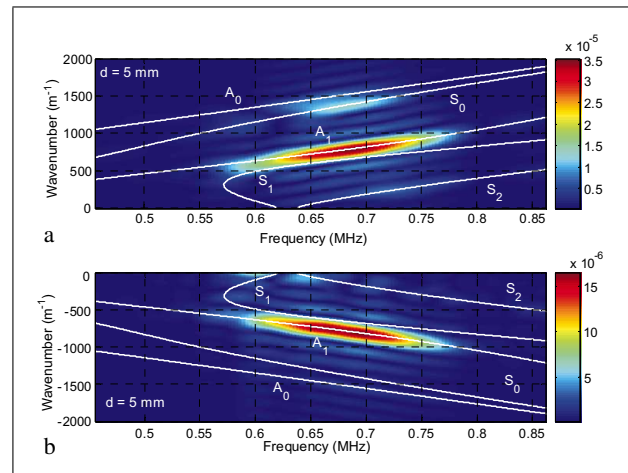 x 10-5
d = 5 mm
A0
S0
A1
S1
S2
2000
1500
1000
500
0
Wavenumber (m-1)
3.5
3
2.5
2
1.5
1
0.5
0.5 0.55 0.6 0.65 0.7 0.75 0.8 0.85
Frequency (MHz)
a
x 10-6
S1
S2
A1
A0
S0
d = 5 mm
0
-500
-1000
-1500
-2000
Wavenumber (m-1)
15
10
5
0.5 0.55 0.6 0.65 0.7 0.75 0.8 0.85
Frequency (MHz)
b